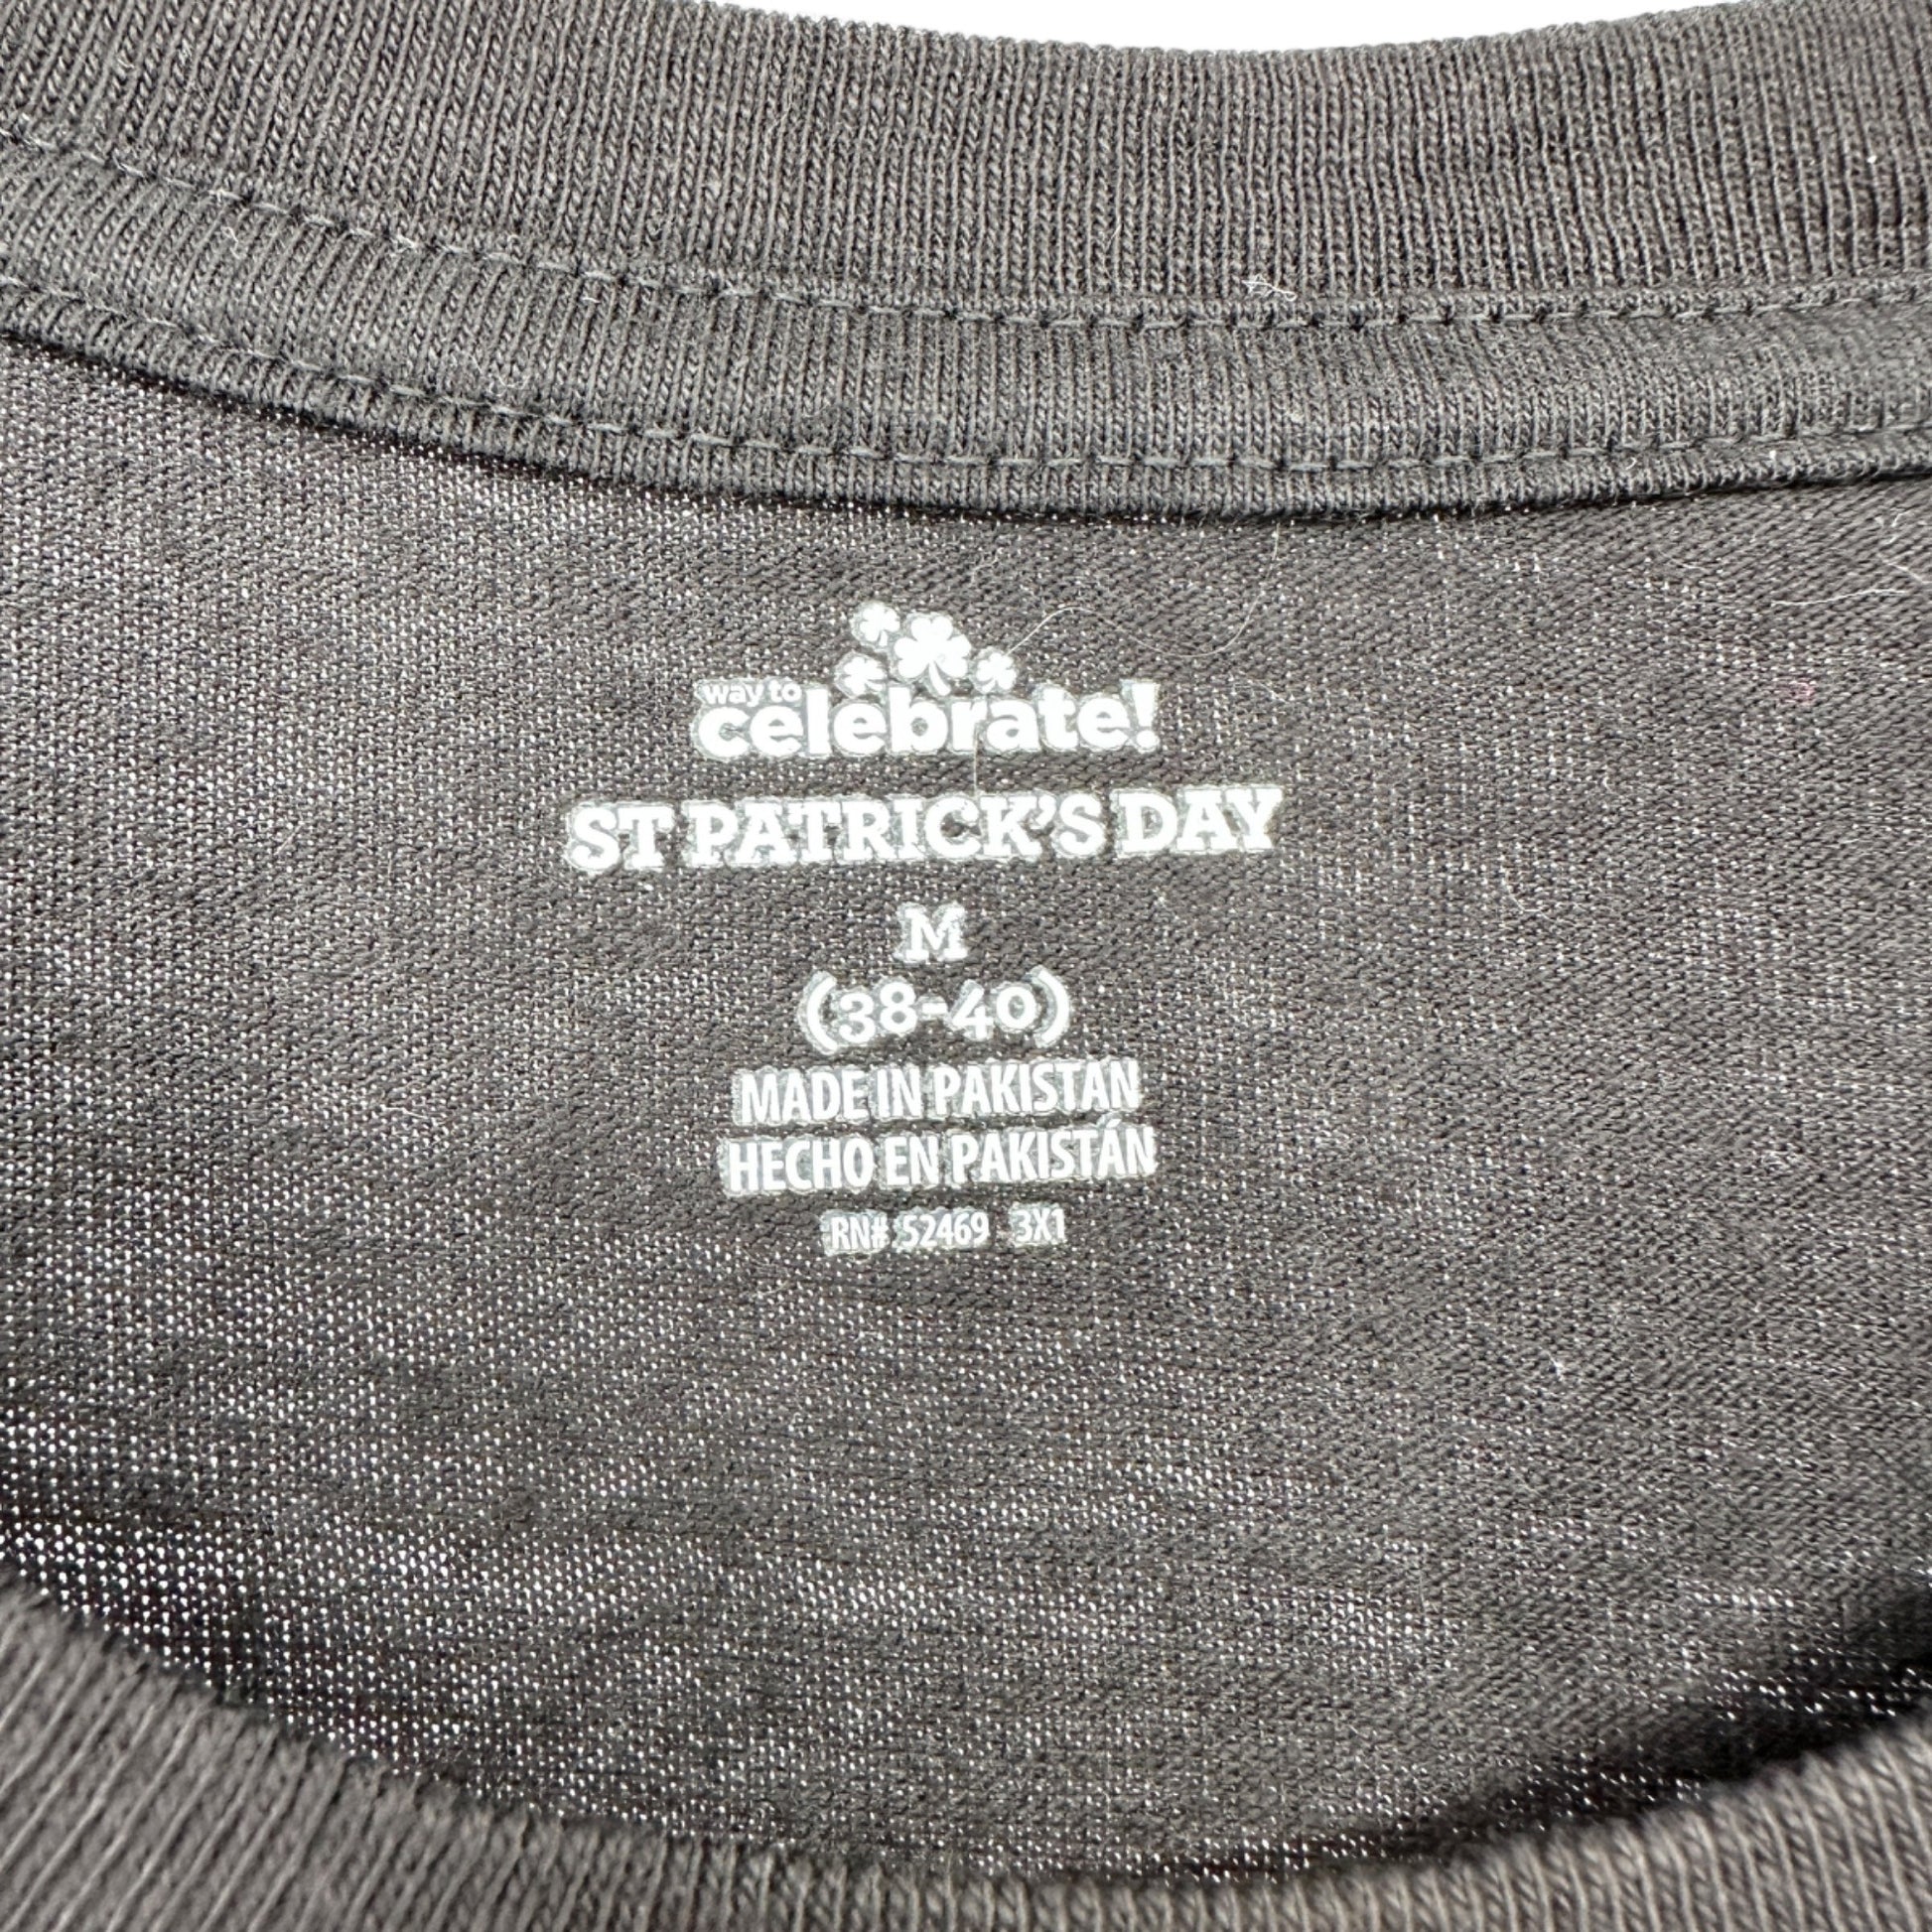 way to
celebrate!
ST PATRICK'S DAY
M
(38-40)
MADE IN PAKISTAN
HECHO EN PAKISTÁN
RN# 52469 3X1